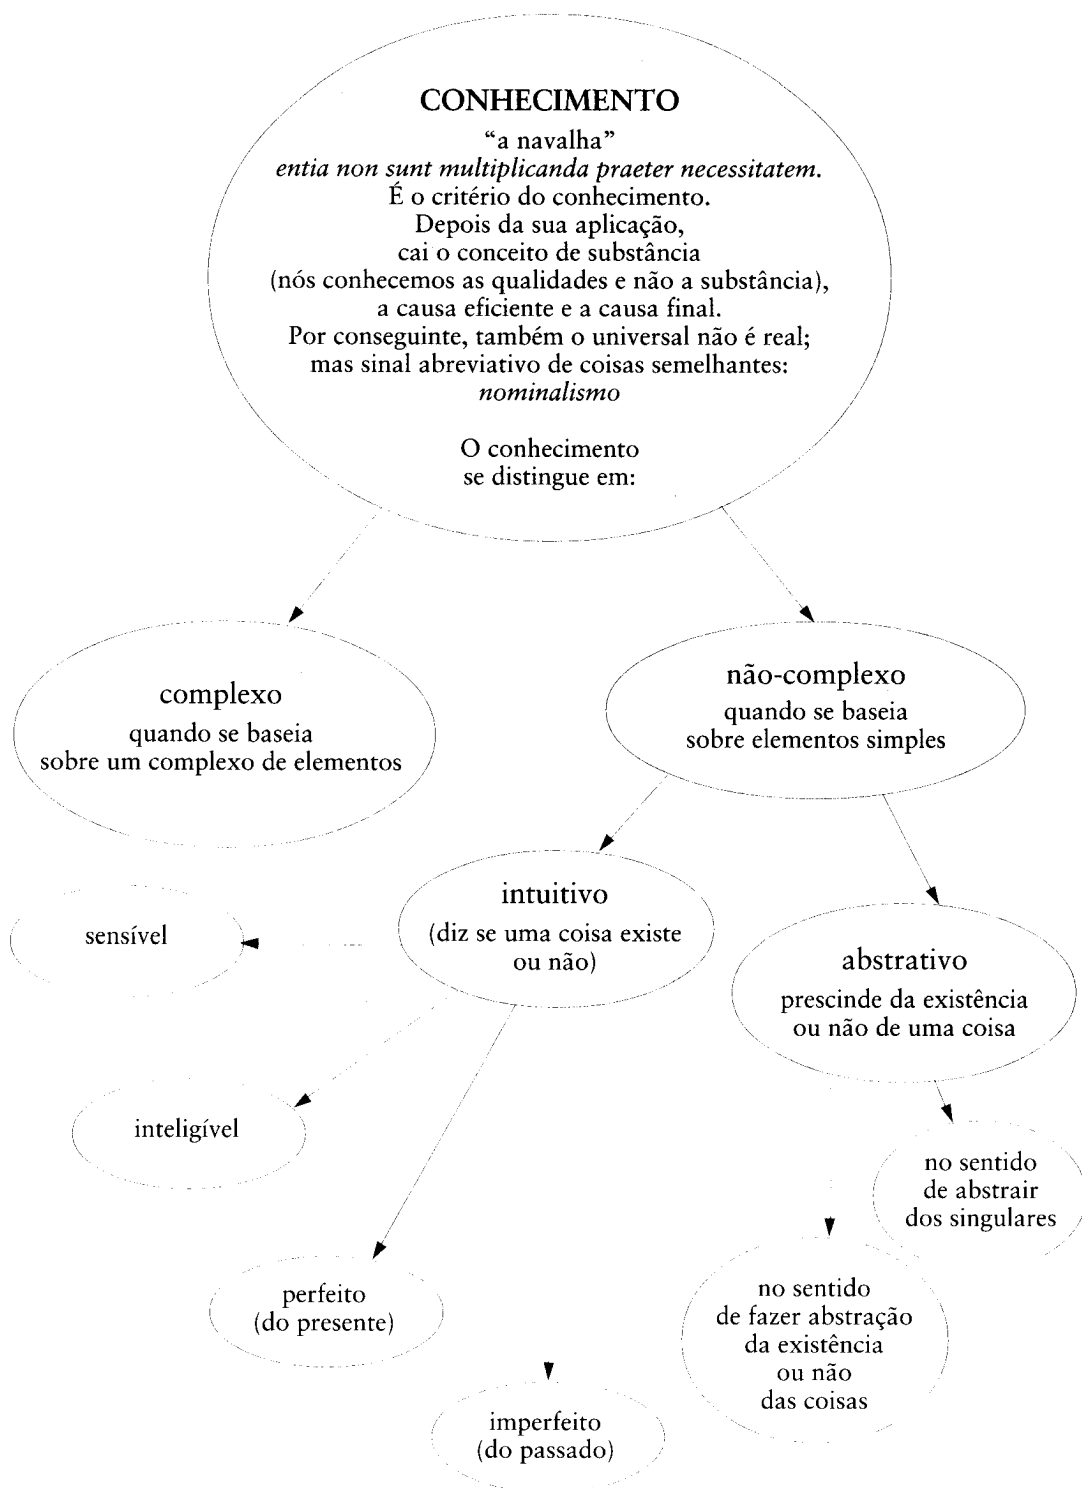 CONHECIMENTO
“a navalha”
entia non sunt multiplicanda praeter necessitatem.
É o critério do conhecimento.
Depois da sua aplicação,
cai o conceito de substância
(nós conhecemos as qualidades e não a substância),
a causa eficiente e a causa final.
Por conseguinte, também o universal não é real;
mas sinal abreviativo de coisas semelhantes:
nominalismo
O conhecimento
se distingue em:
complexo
quando se baseia
sobre um complexo de elementos
não-complexo
quando se baseia
sobre elementos simples
intuitivo
(diz se uma coisa existe
ou não)
abstrativo
prescinde da existência
ou não de uma coisa
sensível
inteligível
perfeito
(do presente)
imperfeito
(do passado)
no sentido
de abstrair
dos singulares
no sentido
de fazer abstração
da existência
ou não
das coisas